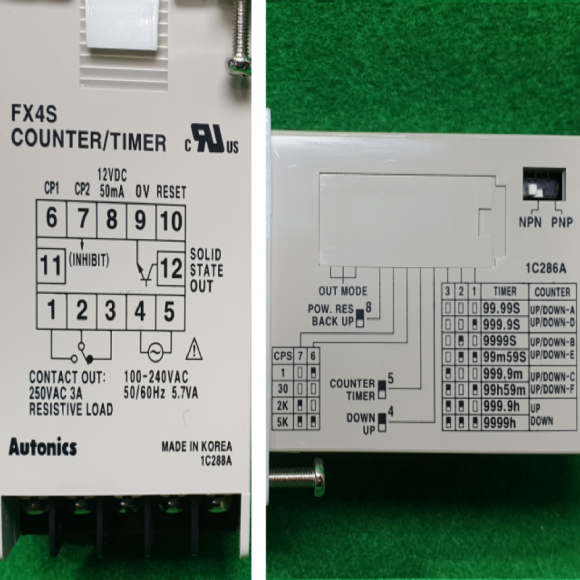 FX4S
COUNTER/TIMER
c RU US
12VDC
CP1 CP2 50mA 0V RESET
6 7 8 9 10
11 (INHIBIT) 12 SOLID STATE OUT
1 2 3 4 5
CONTACT OUT: 100-240VAC
250VAC 3A 50/60Hz 5.7VA
RESISTIVE LOAD
Autonics
MADE IN KOREA
1C288A
NPN PNP
1C286A
OUT MODE
POW. RES 8
BACK UP
3 2 1 TIMER COUNTER
99.99S UP/DOWN-A
999.9S UP/DOWN-D
9999S UP/DOWN-B
99m59S UP/DOWN-E
999.9m UP/DOWN-C
99h59m UP/DOWN-F
999.9h UP
9999h DOWN
CPS 7 6
1
30
2K
5K
COUNTER 5
TIMER
DOWN 4
UP